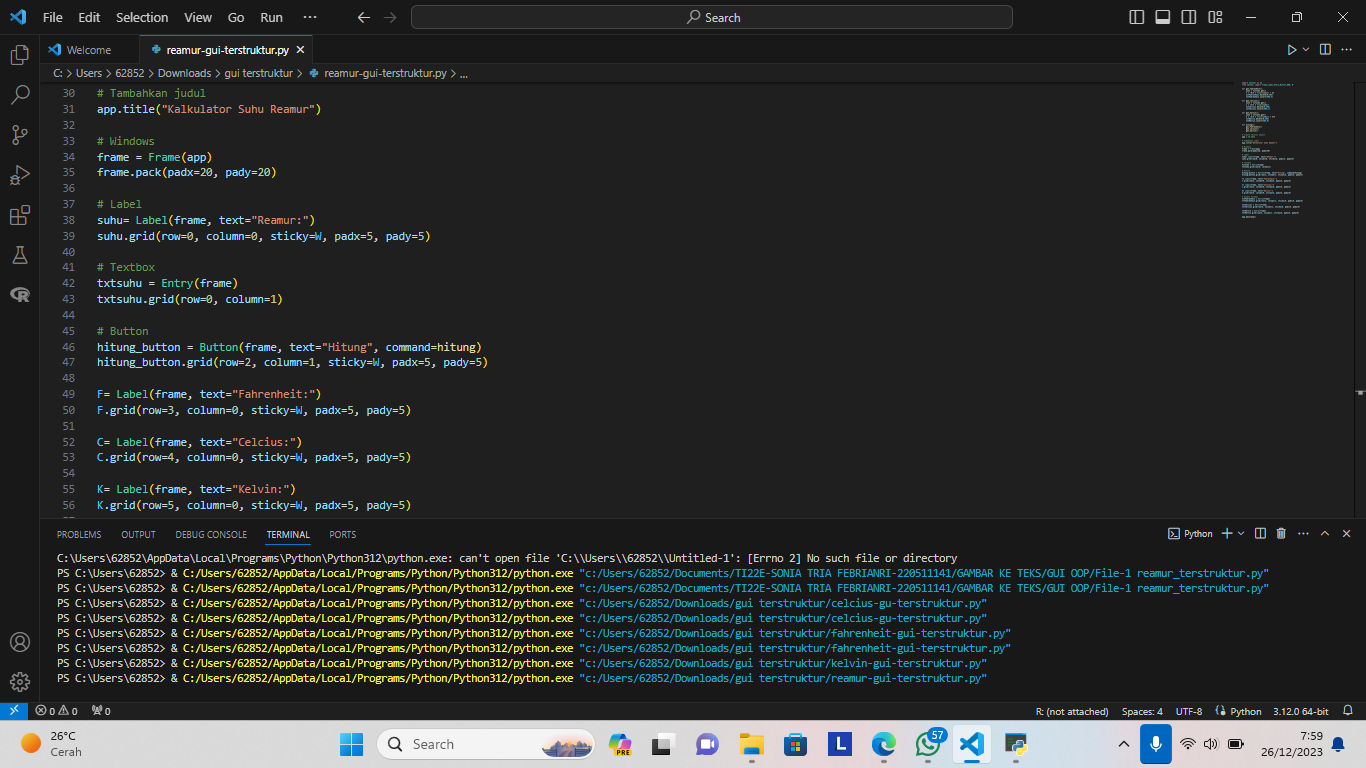 File Edit Selection View Go Run ··· Search
Welcome reamur-gui-terstruktur.py
C: > Users > 62852 > Downloads > gui terstruktur > reamur-gui-terstruktur.py > ...
30 # Tambahkan judul
31 app.title("Kalkulator Suhu Reamur")
32
33 # Windows
34 frame = Frame(app)
35 frame.pack(padx=20, pady=20)
36
37 # Label
38 suhu= Label(frame, text="Reamur:")
39 suhu.grid(row=0, column=0, sticky=W, padx=5, pady=5)
40
41 # Textbox
42 txtsuhu = Entry(frame)
43 txtsuhu.grid(row=0, column=1)
44
45 # Button
46 hitung_button = Button(frame, text="Hitung", command=hitung)
47 hitung_button.grid(row=2, column=1, sticky=W, padx=5, pady=5)
48
49 F= Label(frame, text="Fahrenheit:")
50 F.grid(row=3, column=0, sticky=W, padx=5, pady=5)
51
52 C= Label(frame, text="Celcius:")
53 C.grid(row=4, column=0, sticky=W, padx=5, pady=5)
54
55 K= Label(frame, text="Kelvin:")
56 K.grid(row=5, column=0, sticky=W, padx=5, pady=5)
PROBLEMS OUTPUT DEBUG CONSOLE TERMINAL PORTS Python
C:\Users\62852\AppData\Local\Programs\Python\Python312\python.exe: can't open file 'C:\\Users\\62852\\Untitled-1': [Errno 2] No such file or directory
PS C:\Users\62852> & C:/Users/62852/AppData/Local/Programs/Python/Python312/python.exe "c:/Users/62852/Documents/TI22E-SONIA TRIA FEBRIANRI-220511141/GAMBAR KE TEKS/GUI OOP/File-1 reamur_terstruktur.py"
PS C:\Users\62852> & C:/Users/62852/AppData/Local/Programs/Python/Python312/python.exe "c:/Users/62852/Documents/TI22E-SONIA TRIA FEBRIANRI-220511141/GAMBAR KE TEKS/GUI OOP/File-1 reamur_terstruktur.py"
PS C:\Users\62852> & C:/Users/62852/AppData/Local/Programs/Python/Python312/python.exe "c:/Users/62852/Downloads/gui terstruktur/celcius-gu-terstruktur.py"
PS C:\Users\62852> & C:/Users/62852/AppData/Local/Programs/Python/Python312/python.exe "c:/Users/62852/Downloads/gui terstruktur/celcius-gu-terstruktur.py"
PS C:\Users\62852> & C:/Users/62852/AppData/Local/Programs/Python/Python312/python.exe "c:/Users/62852/Downloads/gui terstruktur/fahrenheit-gui-terstruktur.py"
PS C:\Users\62852> & C:/Users/62852/AppData/Local/Programs/Python/Python312/python.exe "c:/Users/62852/Downloads/gui terstruktur/fahrenheit-gui-terstruktur.py"
PS C:\Users\62852> & C:/Users/62852/AppData/Local/Programs/Python/Python312/python.exe "c:/Users/62852/Downloads/gui terstruktur/kelvin-gui-terstruktur.py"
PS C:\Users\62852> & C:/Users/62852/AppData/Local/Programs/Python/Python312/python.exe "c:/Users/62852/Downloads/gui terstruktur/reamur-gui-terstruktur.py"
0 0 0 R: (not attached) Spaces: 4 UTF-8 Python 3.12.0 64-bit
26°C
Cerah
Search
PRE
L
57
7:59
26/12/2023